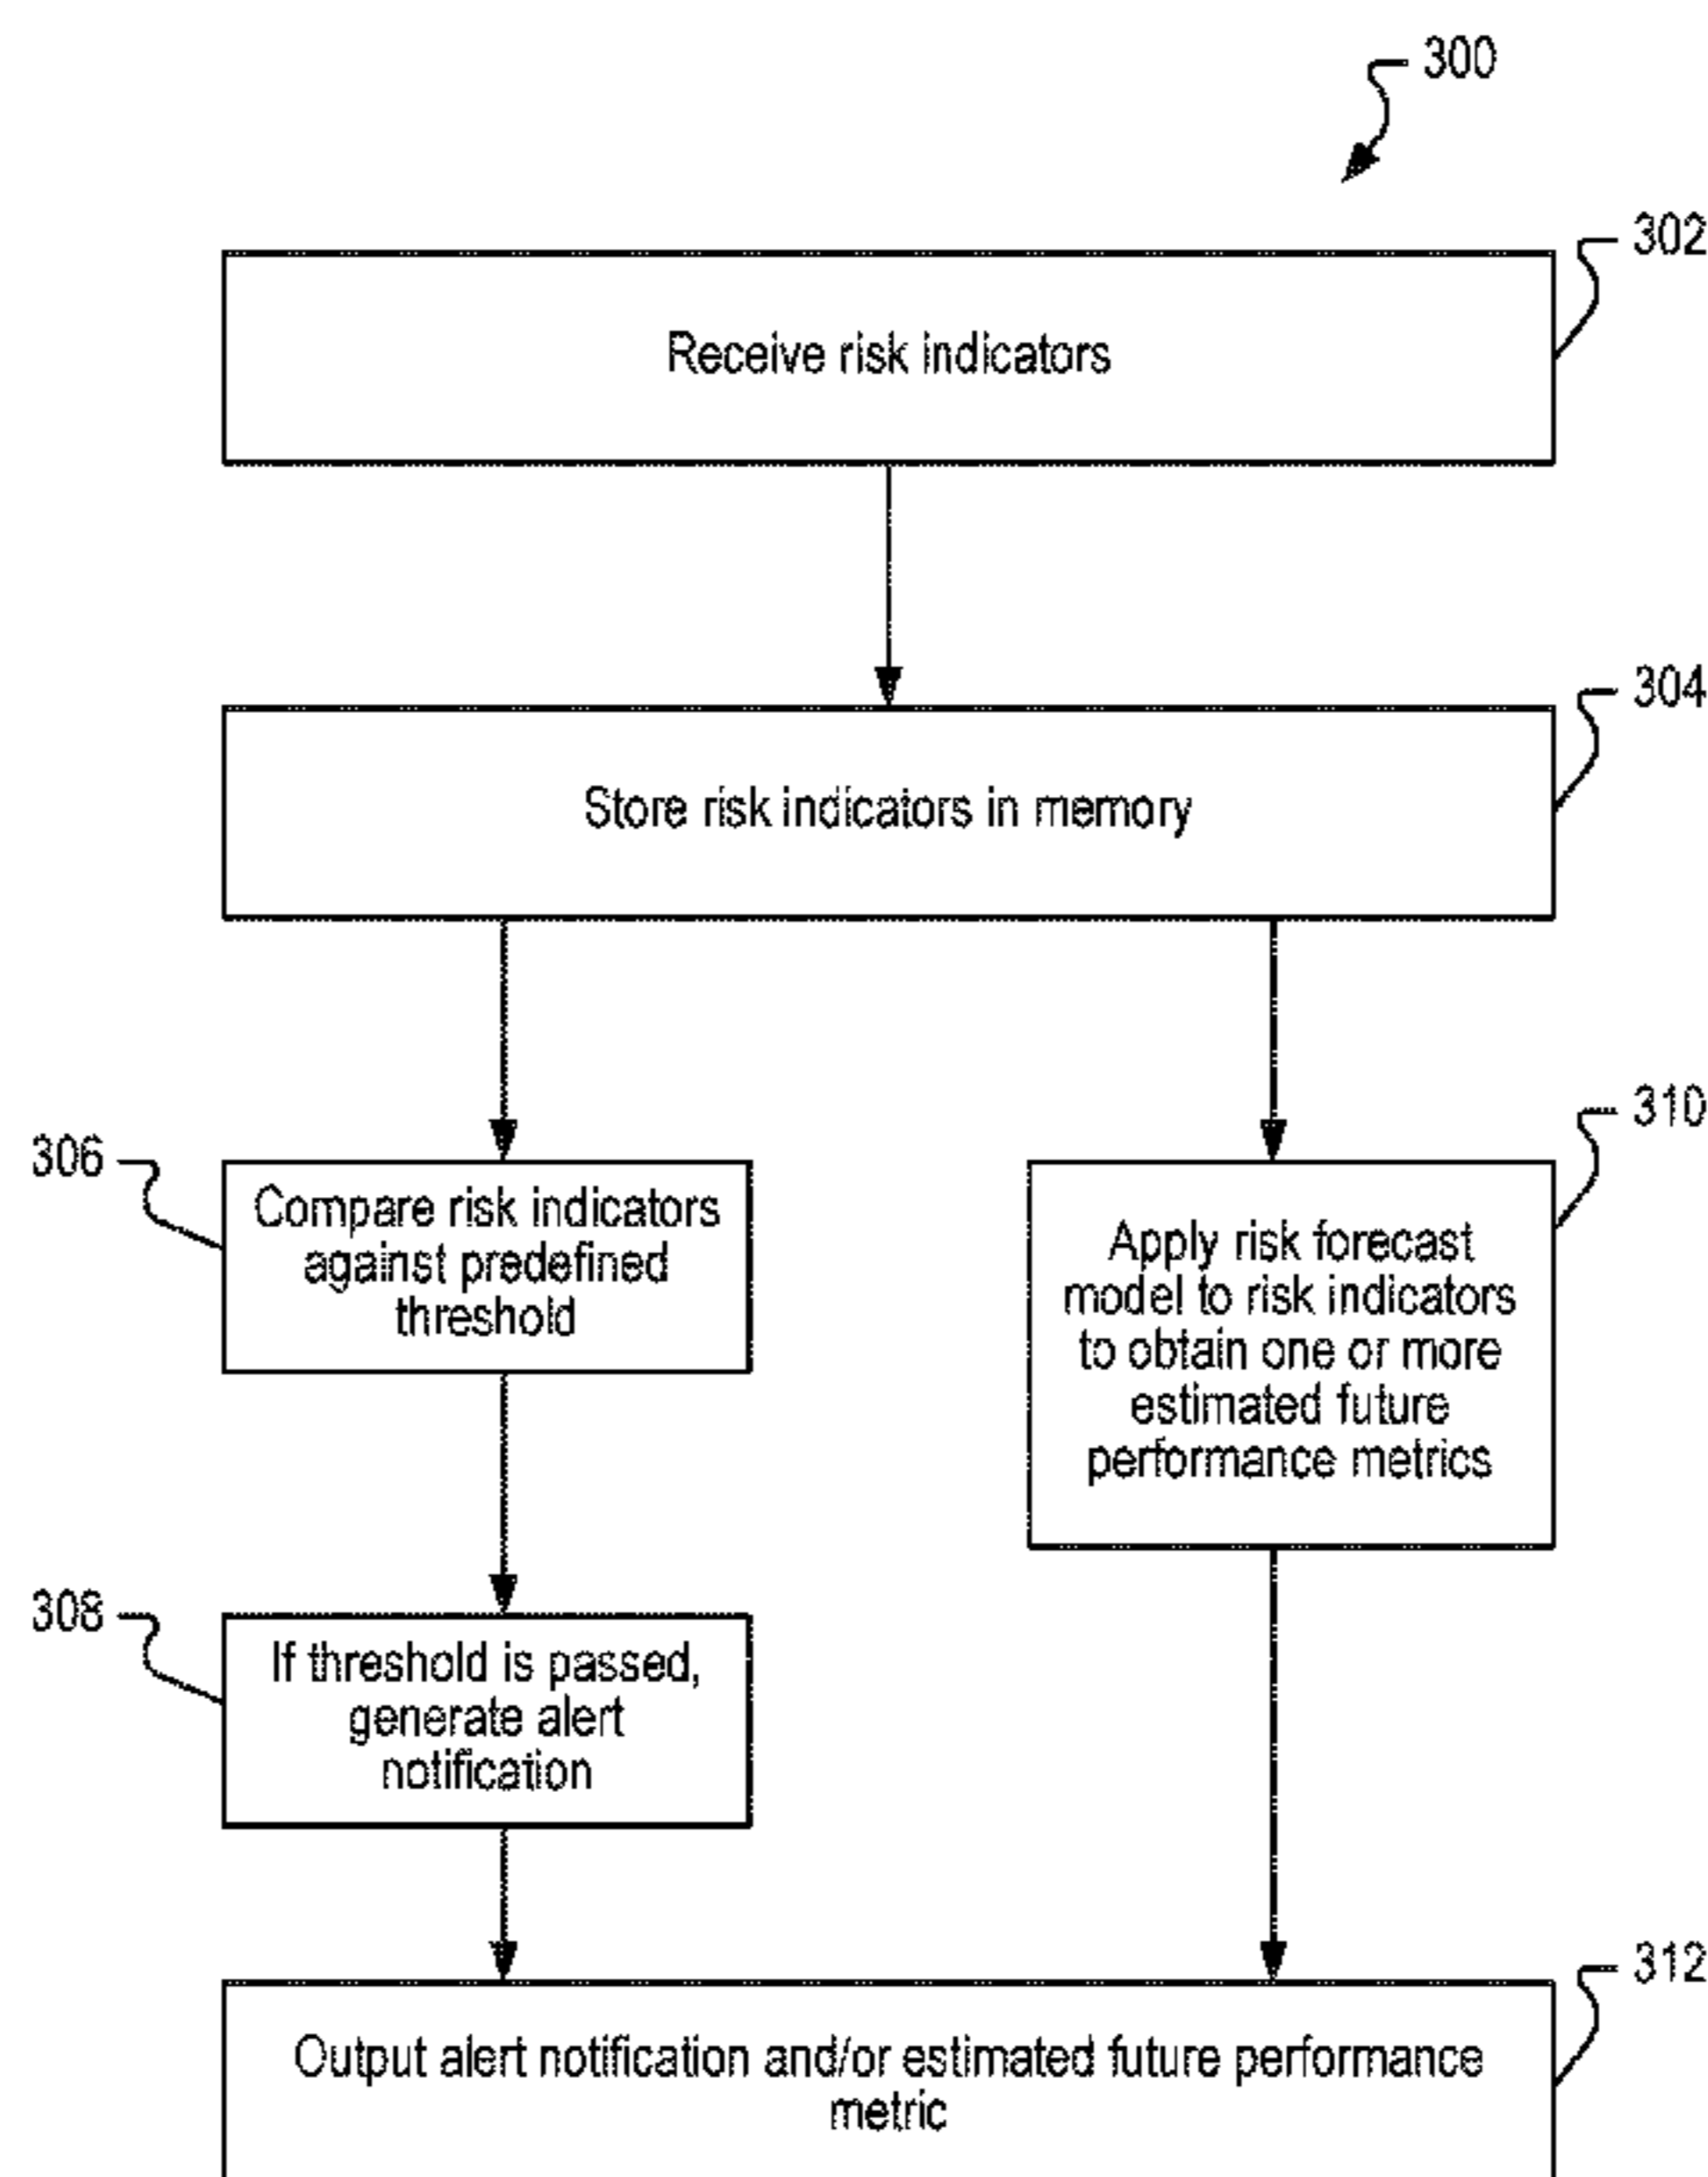 300
302
Receive risk indicators
304
Store risk indicators in memory
306
Compare risk indicators
against predefined
threshold
310
Apply risk forecast
model to risk indicators
to obtain one or more
estimated future
performance metrics
308
If threshold is passed,
generate alert
notification
312
Output alert notification and/or estimated future performance
metric